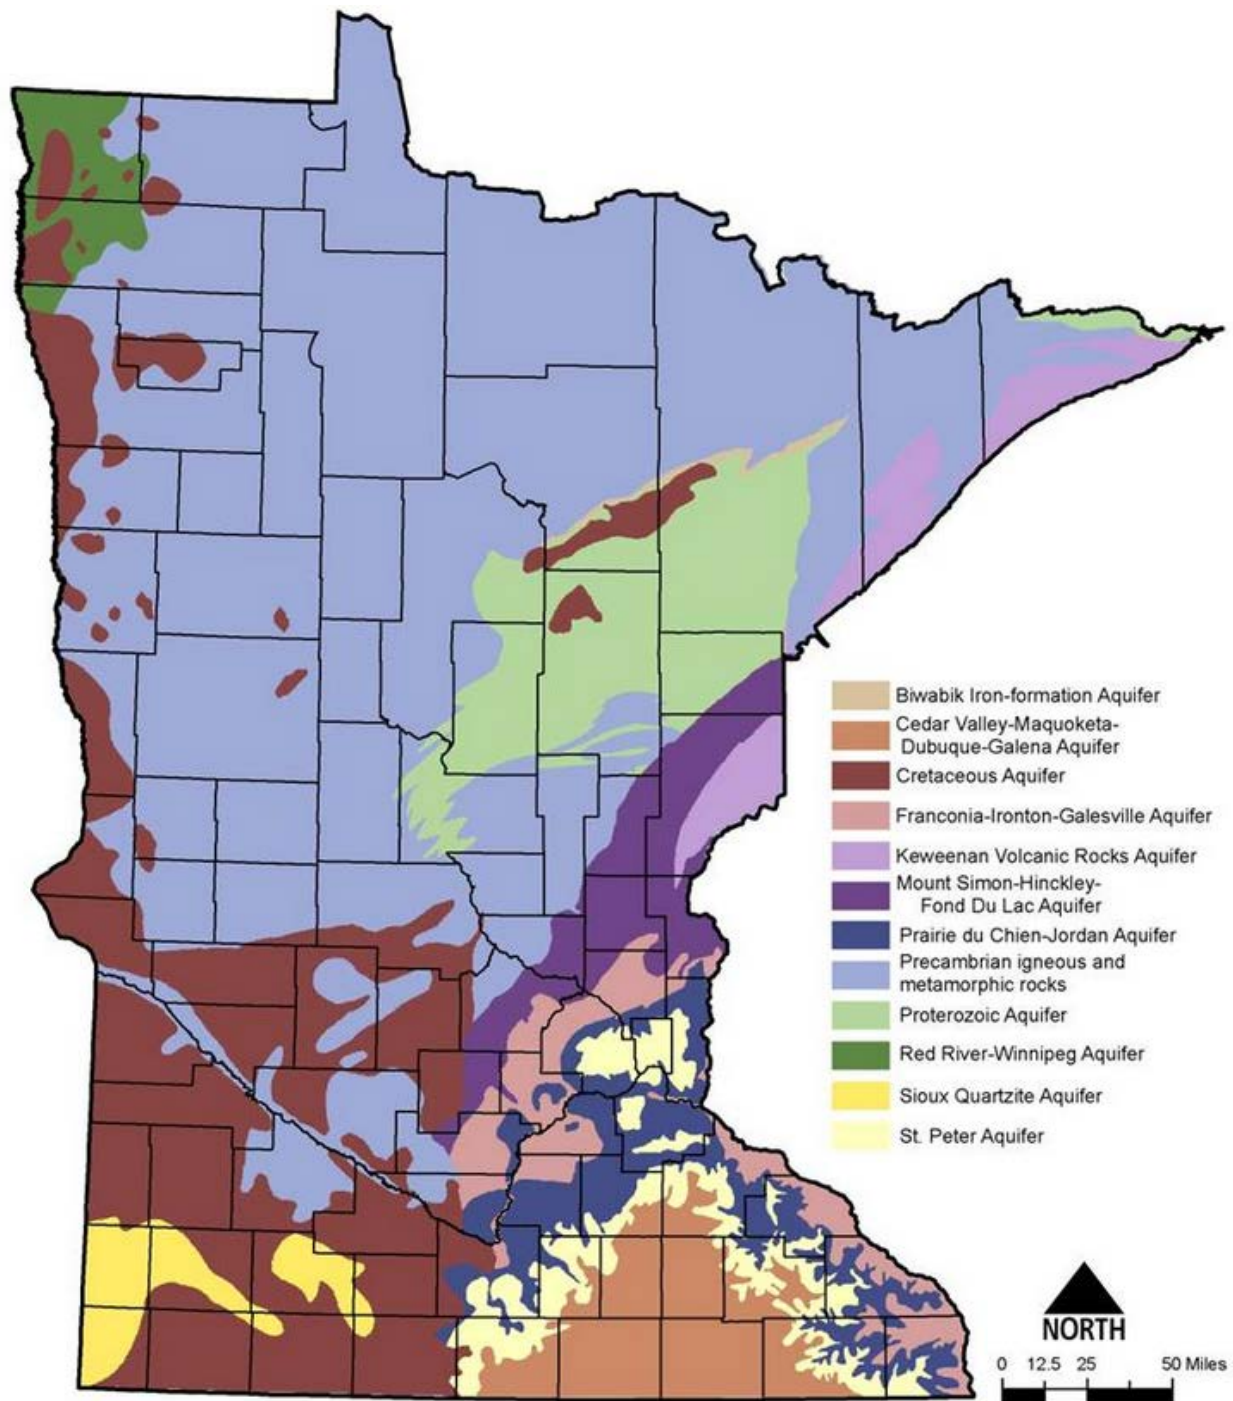 Biwabik Iron-formation Aquifer
Cedar Valley-Maquoketa-
Dubuque-Galena Aquifer
Cretaceous Aquifer
Franconia-Ironton-Galesville Aquifer
Keweenan Volcanic Rocks Aquifer
Mount Simon-Hinckley-
Fond Du Lac Aquifer
Prairie du Chien-Jordan Aquifer
Precambrian igneous and
metamorphic rocks
Proterozoic Aquifer
Red River-Winnipeg Aquifer
Sioux Quartzite Aquifer
St. Peter Aquifer
NORTH
0 12.5 25 50 Miles